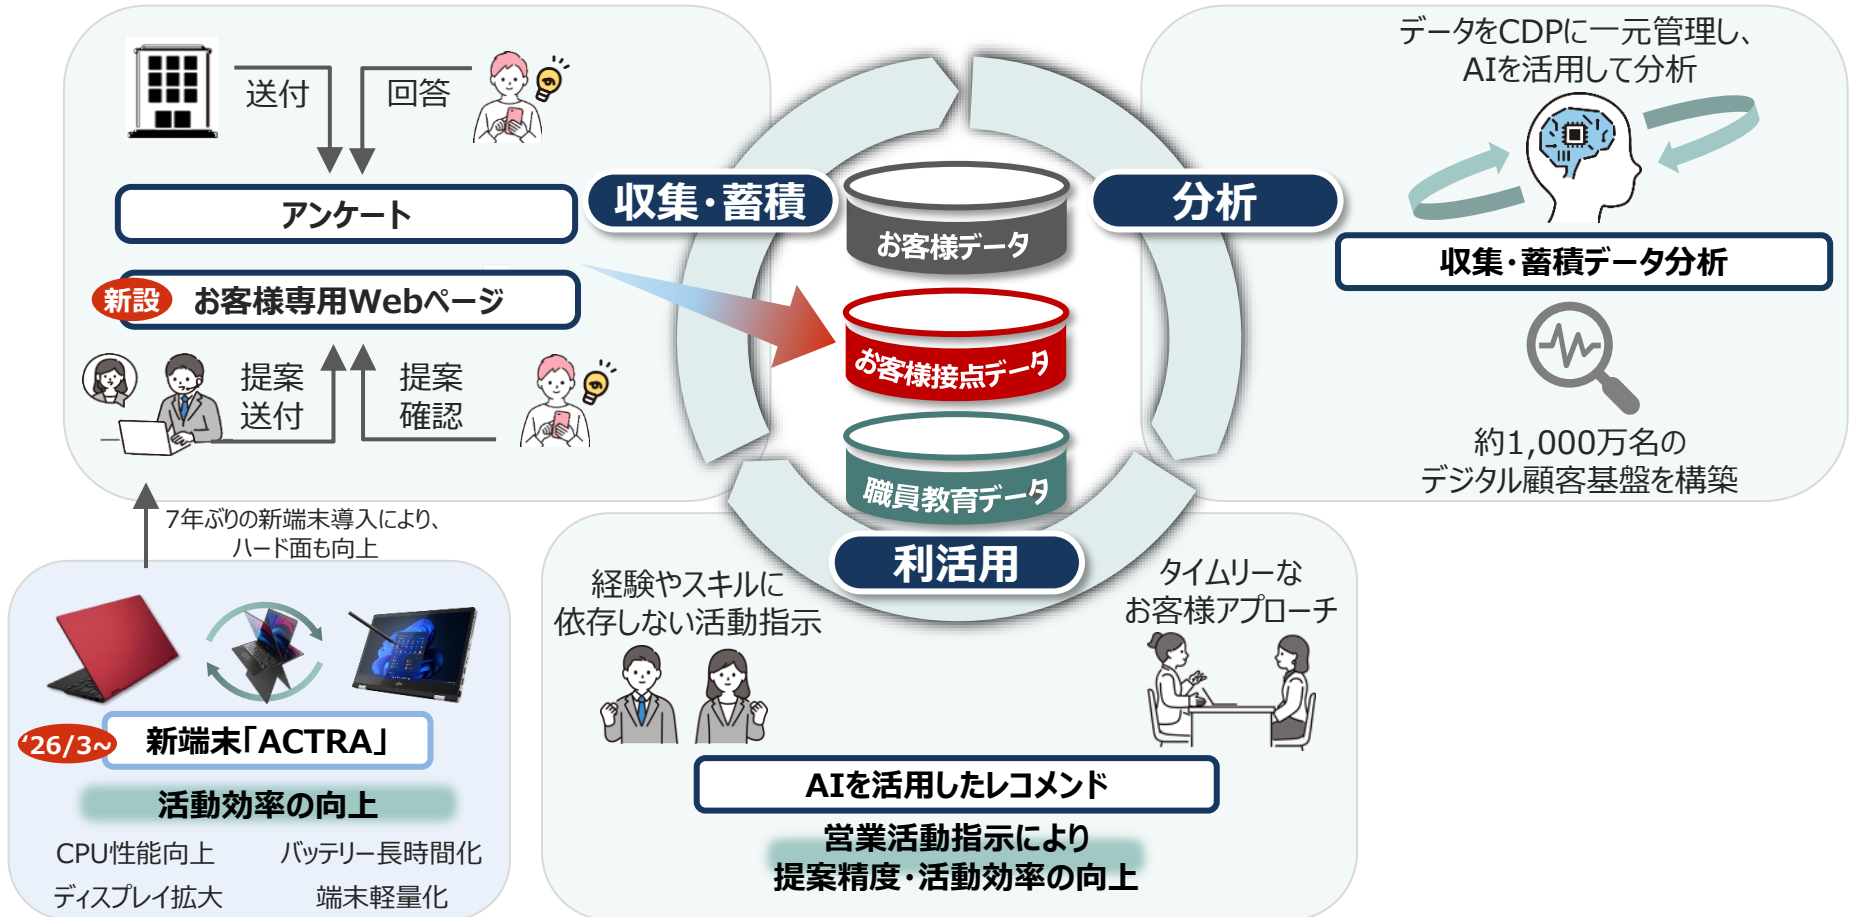 送付
回答
アンケート
新設
お客様専用Webページ
提案
送付
提案
確認
7年ぶりの新端末導入により、
ハード面も向上
'26/3~
新端末「ACTRA」
活動効率の向上
CPU性能向上
バッテリー長時間化
ディスプレイ拡大
端末軽量化
収集・蓄積
お客様データ
お客様接点データ
職員教育データ
分析
データをCDPに一元管理し、
AIを活用して分析
収集・蓄積データ分析
約1,000万名の
デジタル顧客基盤を構築
利活用
経験やスキルに
依存しない活動指示
タイムリーな
お客様アプローチ
AIを活用したレコメンド
営業活動指示により
提案精度・活動効率の向上